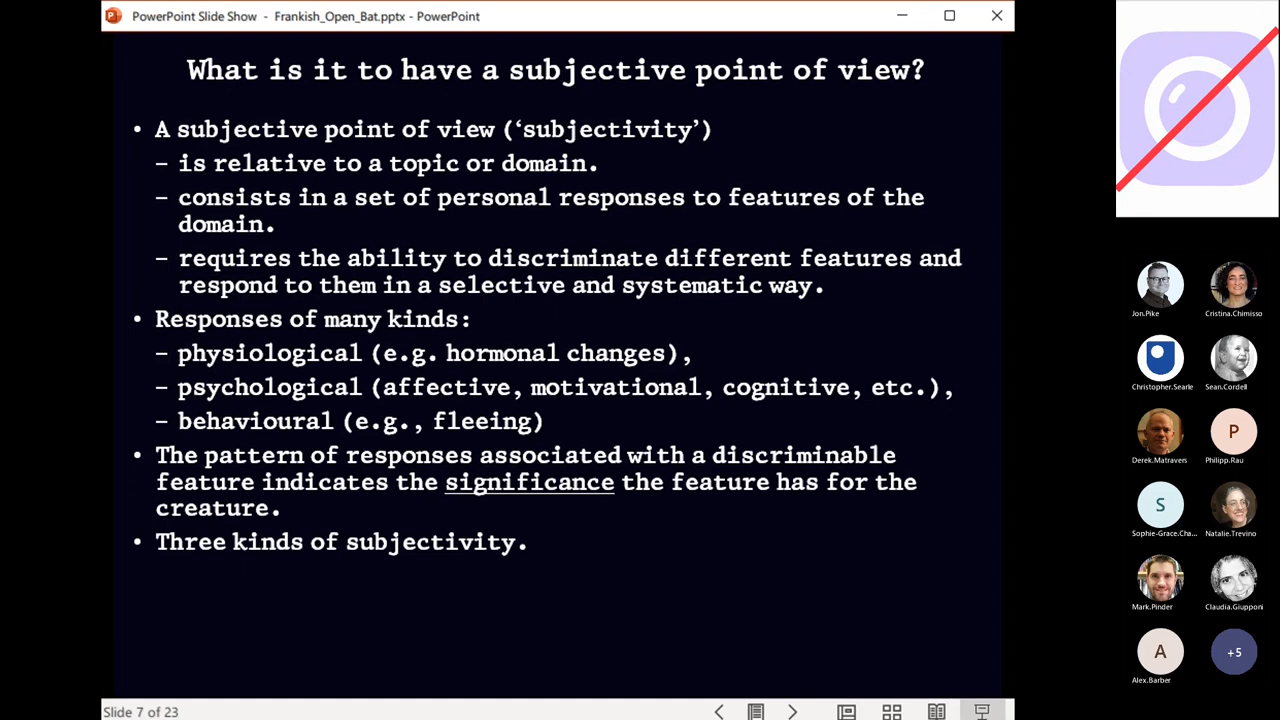 PowerPoint Slide Show - Frankish_Open_Bat.pptx - PowerPoint
What is it to have a subjective point of view?
• A subjective point of view (‘subjectivity’)
– is relative to a topic or domain.
– consists in a set of personal responses to features of the
domain.
– requires the ability to discriminate different features and
respond to them in a selective and systematic way.
• Responses of many kinds:
– physiological (e.g. hormonal changes),
– psychological (affective, motivational, cognitive, etc.),
– behavioural (e.g., fleeing)
• The pattern of responses associated with a discriminable
feature indicates the significance the feature has for the
creature.
• Three kinds of subjectivity.
Slide 7 of 23
Jon.Pike
Cristina.Chimisso
Christopher.Searle
Sean.Cordell
Derek.Matravers
P
Philipp.Rau
S
Sophie-Grace.Cha...
Natalie.Trevino
Mark.Pinder
Claudia.Giupponi
A
Alex.Barber
+5